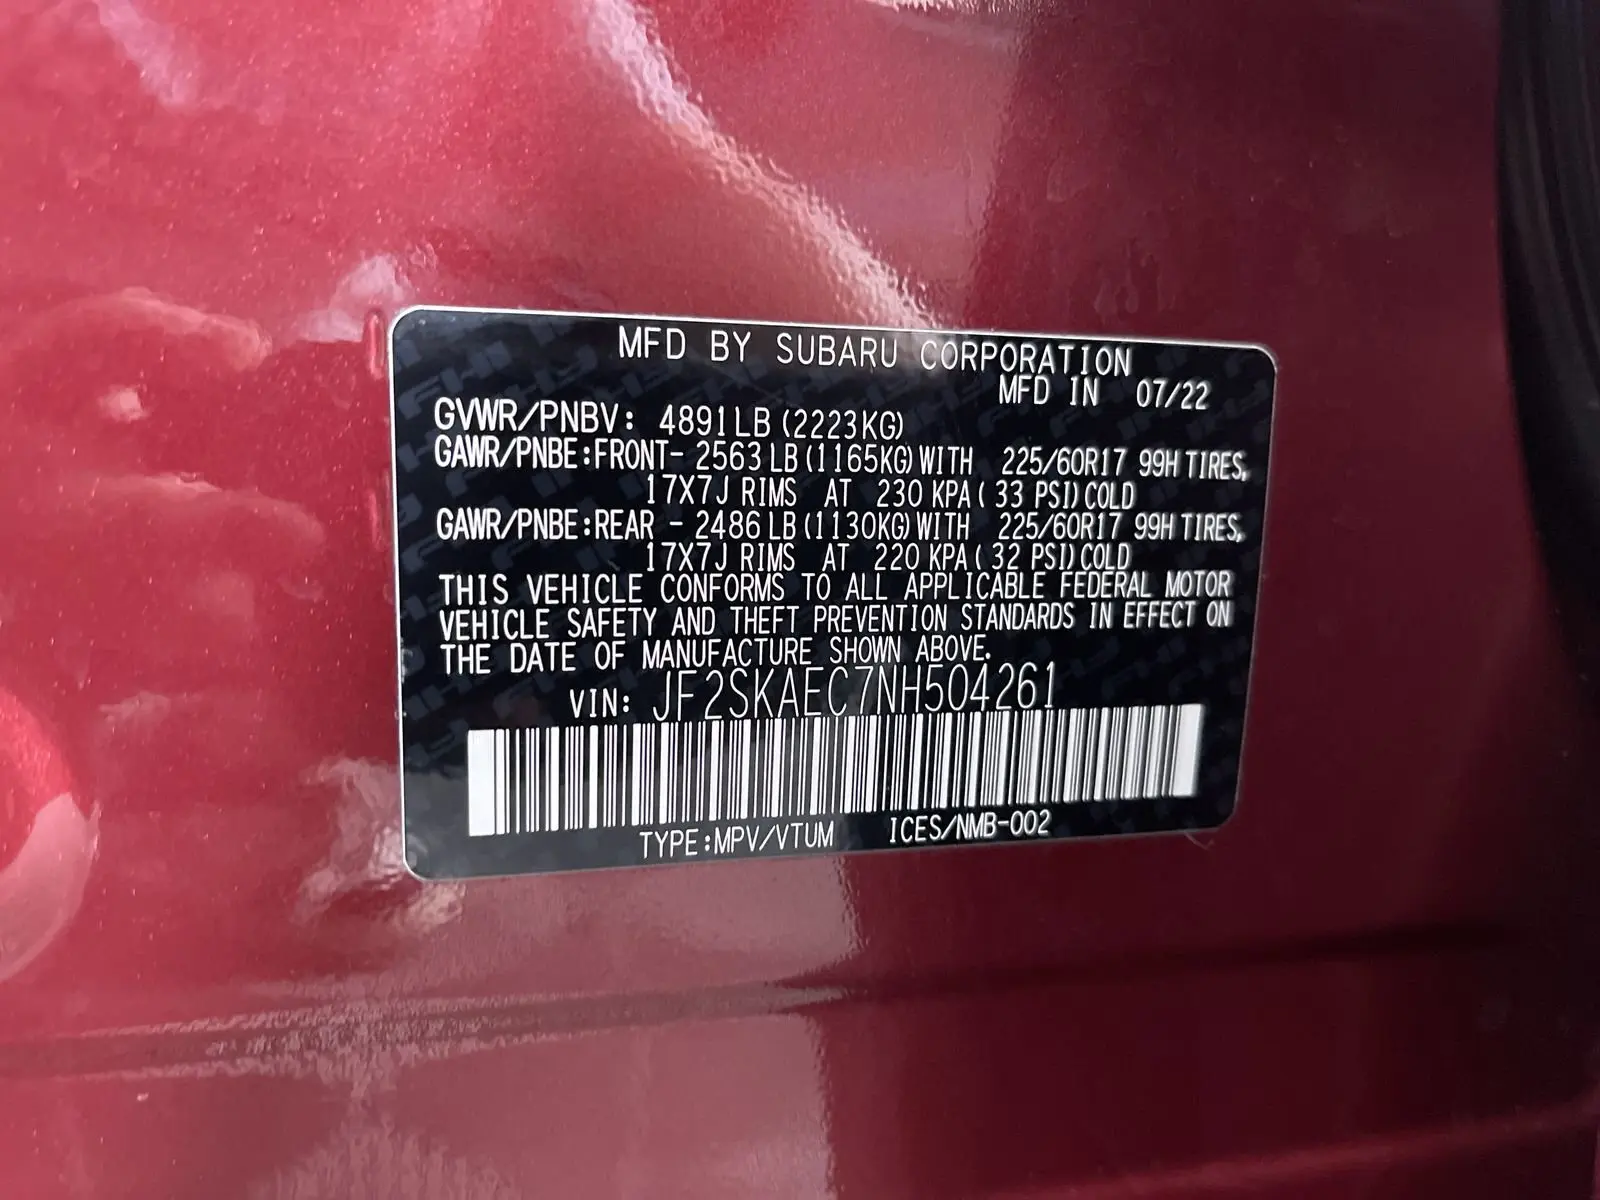 MFD BY SUBARU CORPORATION
MFD IN 07/22
GVWR/PNBV: 4891LB (2223KG)
GAWR/PNBE:FRONT- 2563 LB (1165KG) WITH 225/60R17 99H TIRES,
17X7J RIMS AT 230 KPA ( 33 PSI) COLD
GAWR/PNBE:REAR - 2486 LB (1130KG) WITH 225/60R17 99H TIRES,
17X7J RIMS AT 220 KPA ( 32 PSI) COLD
THIS VEHICLE CONFORMS TO ALL APPLICABLE FEDERAL MOTOR
VEHICLE SAFETY AND THEFT PREVENTION STANDARDS IN EFFECT ON
THE DATE OF MANUFACTURE SHOWN ABOVE.
VIN: JF2SKAEC7NH504261
TYPE:MPV/VTUM ICES/NMB-002